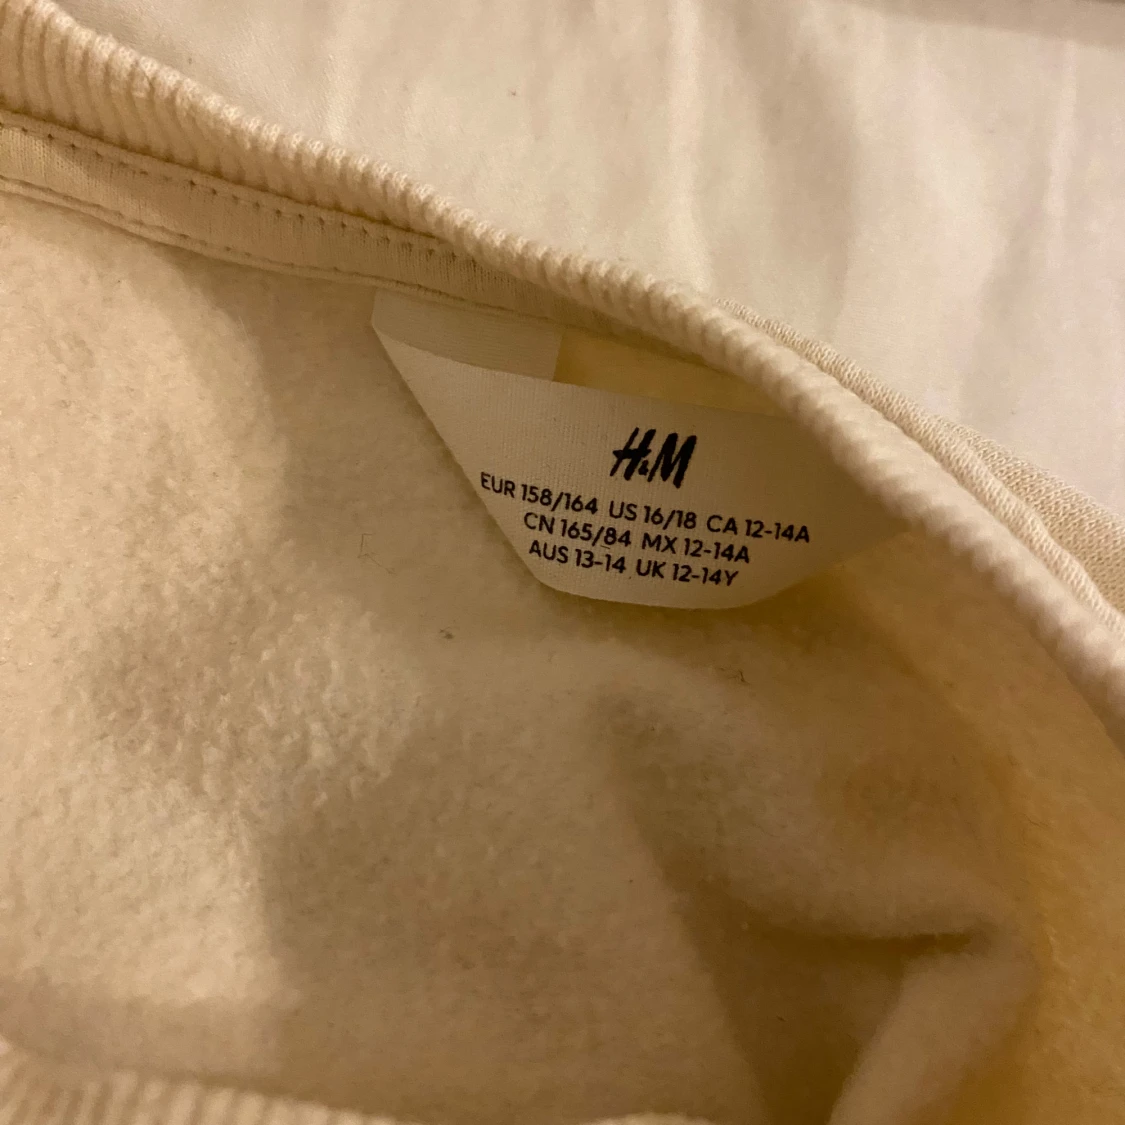 H&M
EUR 158/164 US 16/18 CA 12-14A
CN 165/84 MX 12-14A
AUS 13-14 UK 12-14Y